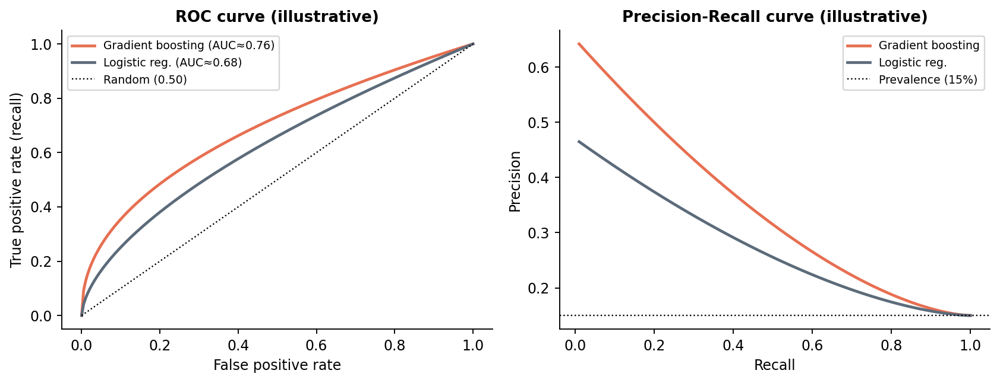 ROC curve (illustrative)
Gradient boosting (AUC≈0.76)
Logistic reg. (AUC≈0.68)
Random (0.50)
True positive rate (recall)
1.0
0.8
0.6
0.4
0.2
0.0
0.0 0.2 0.4 0.6 0.8 1.0
False positive rate
Precision-Recall curve (illustrative)
Gradient boosting
Logistic reg.
Prevalence (15%)
Precision
0.6
0.5
0.4
0.3
0.2
0.0 0.2 0.4 0.6 0.8 1.0
Recall